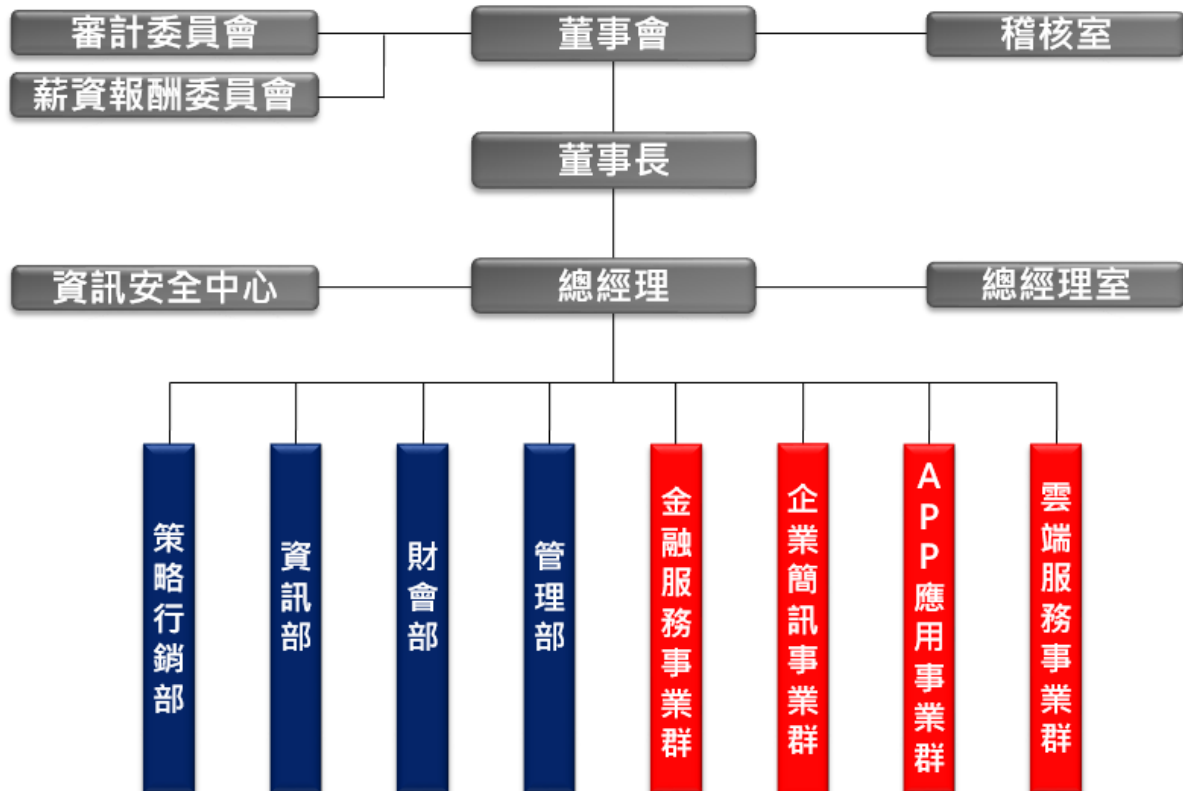 審計委員會
董事會
稽核室
薪資報酬委員會
董事長
資訊安全中心
總經理
總經理室
策略行銷部
資訊部
財會部
管理部
金融服務事業群
企業簡訊事業群
APP應用事業群
雲端服務事業群